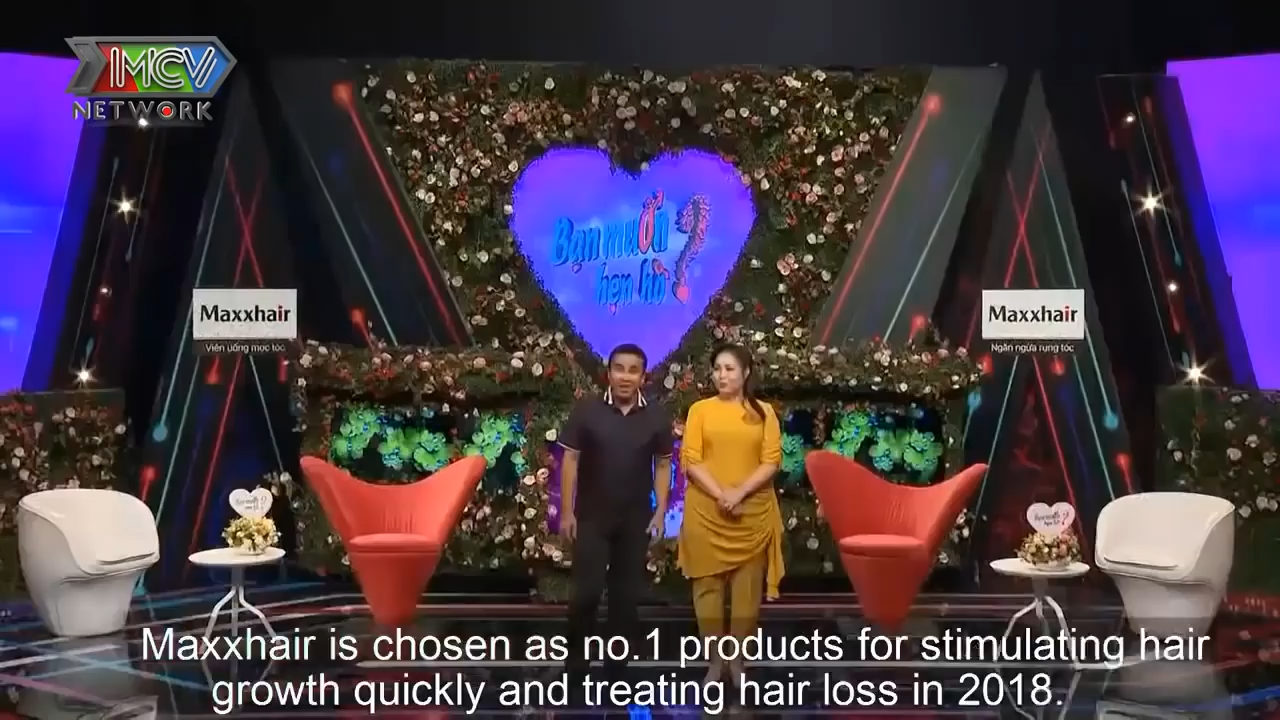 MCV
NETWORK
Bạn muốn
hẹn hò ?
Maxxhair
Viên uống mọc tóc
Maxxhair
Ngăn ngừa rụng tóc
Maxxhair is chosen as no.1 products for stimulating hair
growth quickly and treating hair loss in 2018.